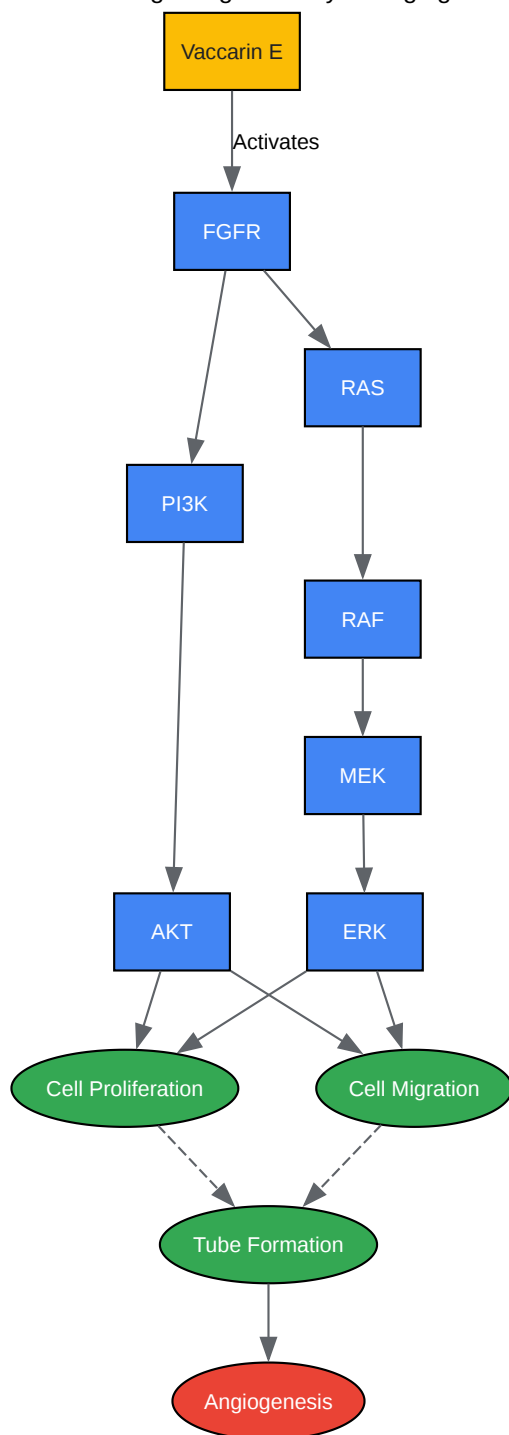 Vaccarin E
Activates
FGFR
RAS
PI3K
RAF
MEK
AKT
ERK
Cell Proliferation
Cell Migration
Tube Formation
Angiogenesis